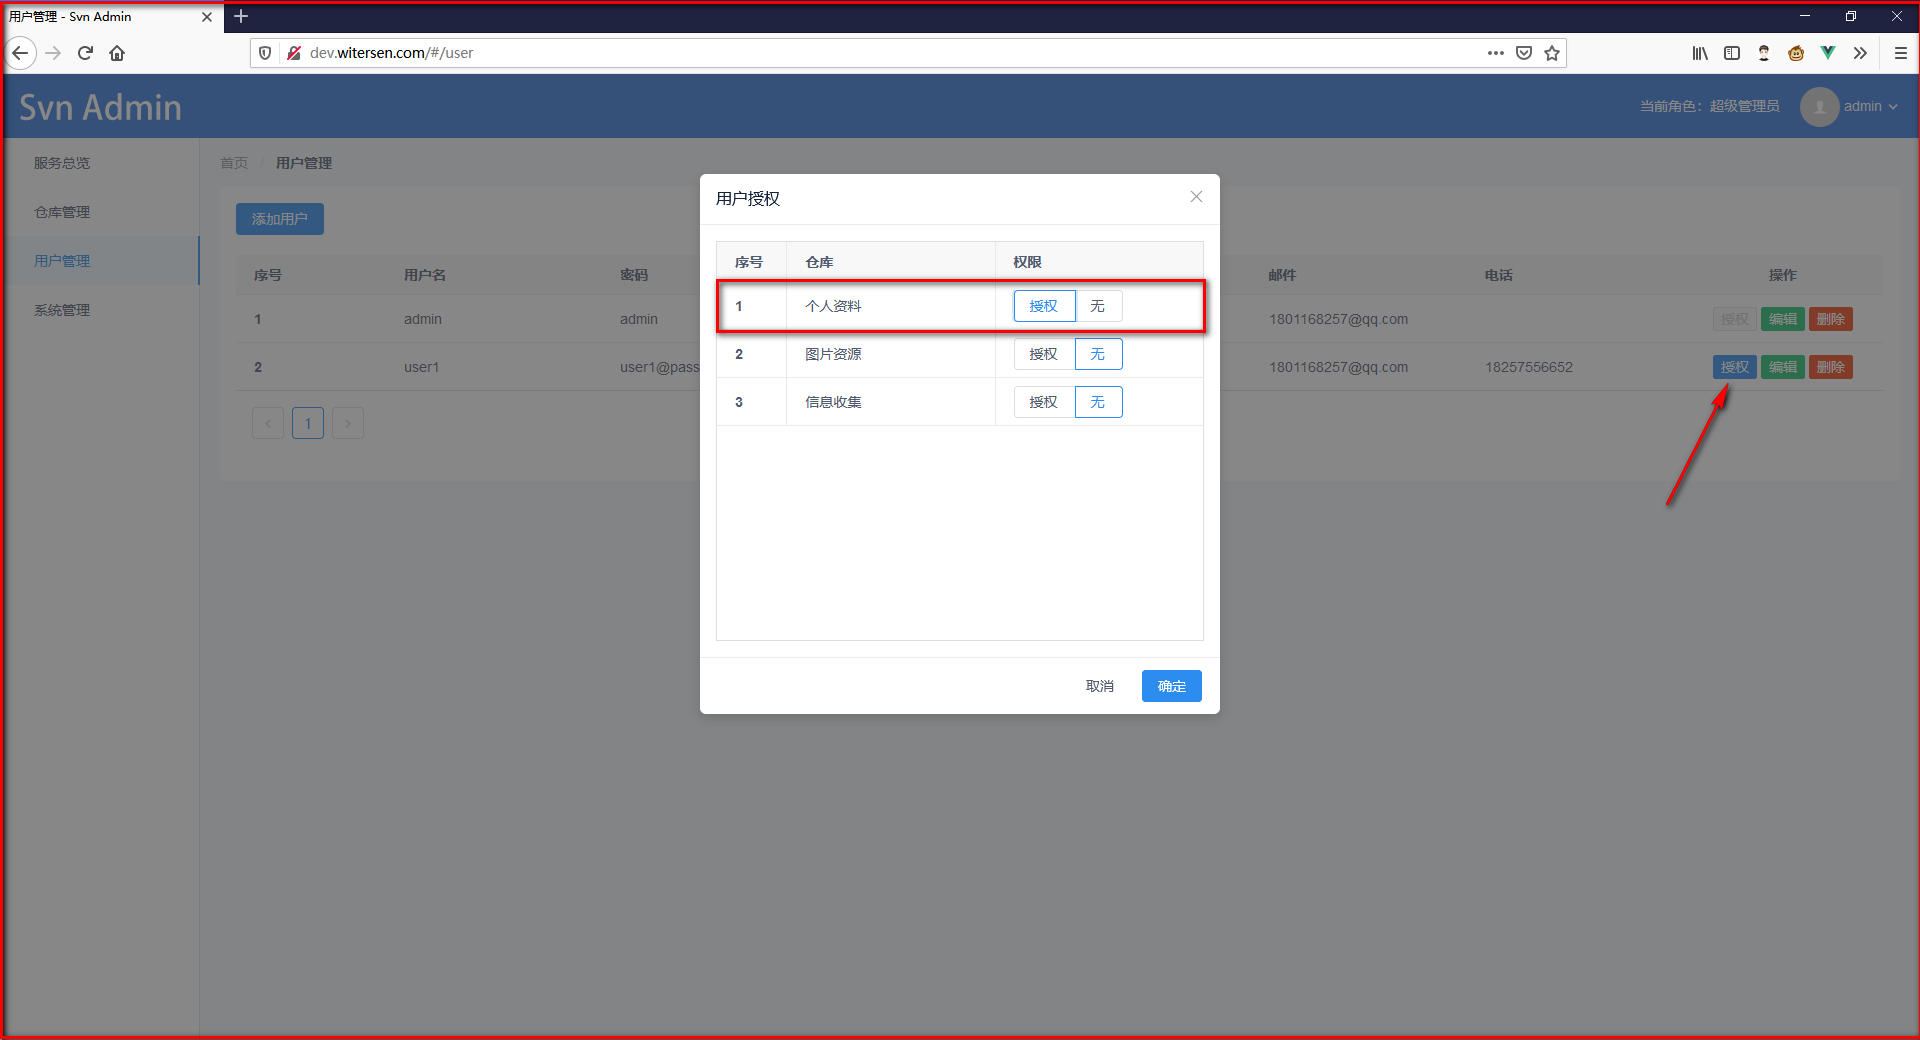 用户管理 - Svn Admin
dev.witersen.com/#/user
Svn Admin
当前角色：超级管理员
admin
服务总览
仓库管理
用户管理
系统管理
首页 / 用户管理
添加用户
序号 用户名 密码 邮件 电话 操作
1 admin admin 1801168257@qq.com 授权 编辑 删除
2 user1 user1@pass 1801168257@qq.com 18257556652 授权 编辑 删除
1
用户授权
序号 仓库 权限
1 个人资料 授权 无
2 图片资源 授权 无
3 信息收集 授权 无
取消 确定